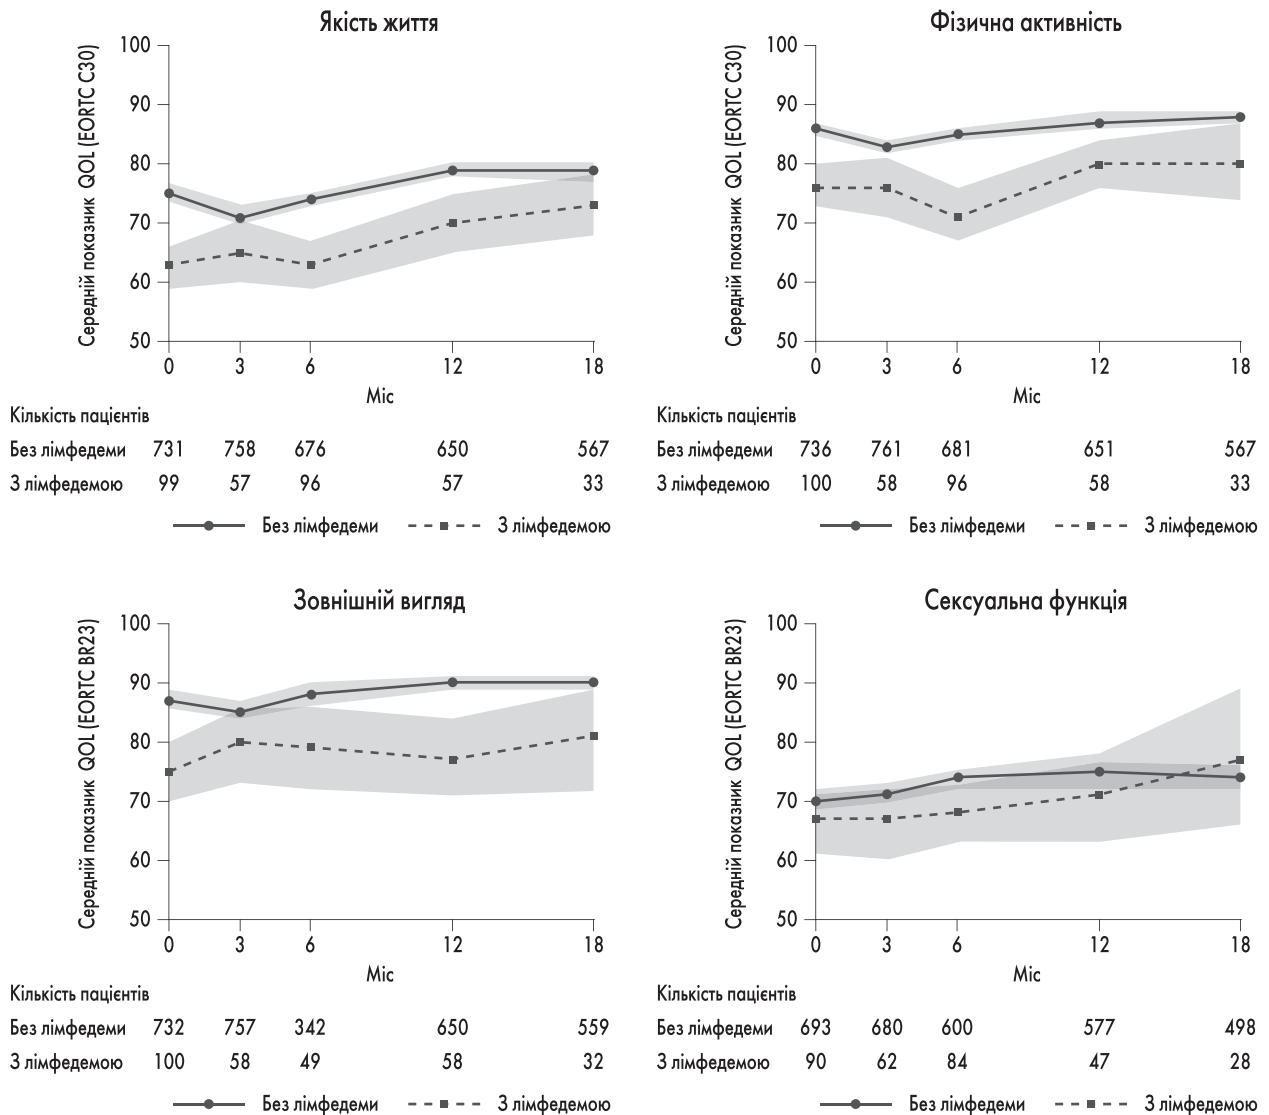 Якість життя
Середній показник QOL (EORTC C30)
100
90
80
70
60
50
0 3 6 12 18
Міс
Кількість пацієнтів
Без лімфедеми 731 758 676 650 567
З лімфедемою 99 57 96 57 33
Без лімфедеми З лімфедемою
Фізична активність
Середній показник QOL (EORTC C30)
100
90
80
70
60
50
0 3 6 12 18
Міс
Кількість пацієнтів
Без лімфедеми 736 761 681 651 567
З лімфедемою 100 58 96 58 33
Без лімфедеми З лімфедемою
Зовнішній вигляд
Середній показник QOL (EORTC BR23)
100
90
80
70
60
50
0 3 6 12 18
Міс
Кількість пацієнтів
Без лімфедеми 732 757 342 650 559
З лімфедемою 100 58 49 58 32
Без лімфедеми З лімфедемою
Сексуальна функція
Середній показник QOL (EORTC BR23)
100
90
80
70
60
50
0 3 6 12 18
Міс
Кількість пацієнтів
Без лімфедеми 693 680 600 577 498
З лімфедемою 90 62 84 47 28
Без лімфедеми З лімфедемою